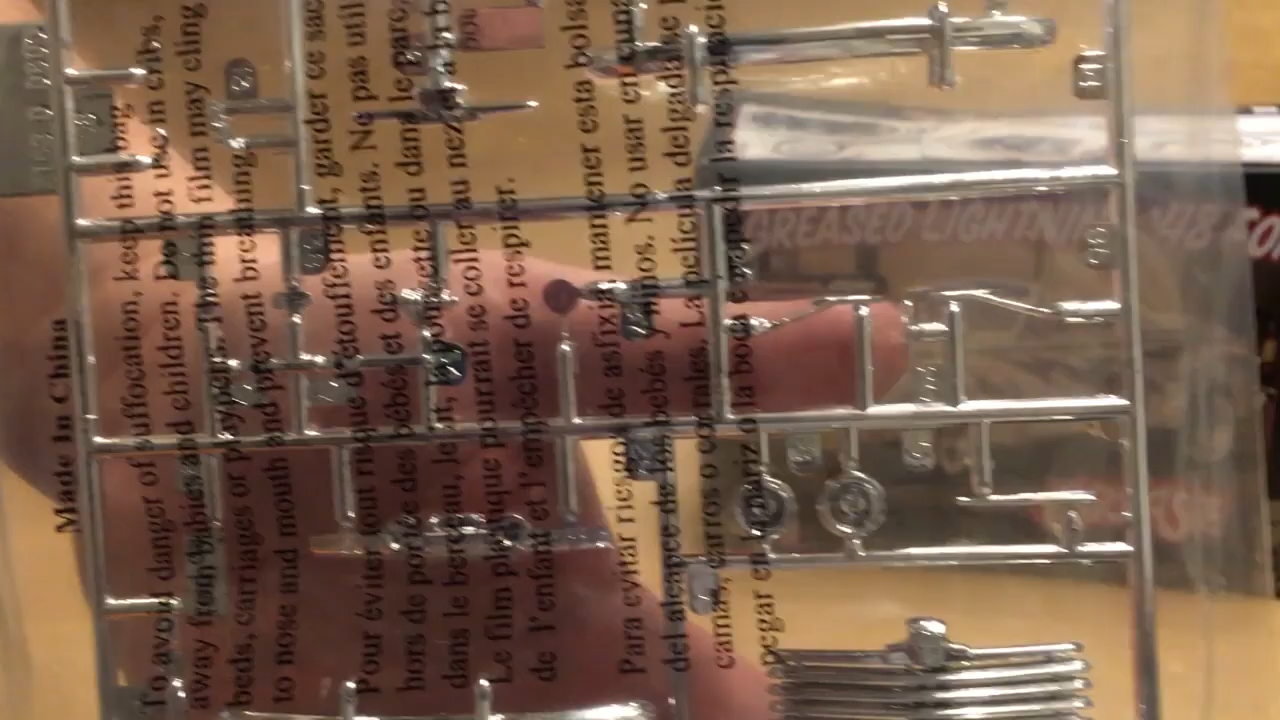 Made In China
To avoid danger of suffocation, keep this bag
away from babies and children. Do not use in cribs,
beds, carriages or playpens. The thin film may cling
to nose and mouth and prevent breathing.
Pour éviter tout risque d'étouffement, garder ce sac
hors de portée des bébés et des enfants. Ne pas util
dans le berceau, le lit, la poussette ou dans le parc.
Le film plastique pourrait se coller au nez et à la b
de l'enfant et l'empêcher de respirer.
Para evitar riesgo de asfixia mantener esta bolsa
del alcance de los bebés y niños. No usar en cuna
camas, carros o corrales. La película delgada se p
pegar en la nariz o la boca e impedir la respiració
GREASED LIGHTNIN' '48 FO